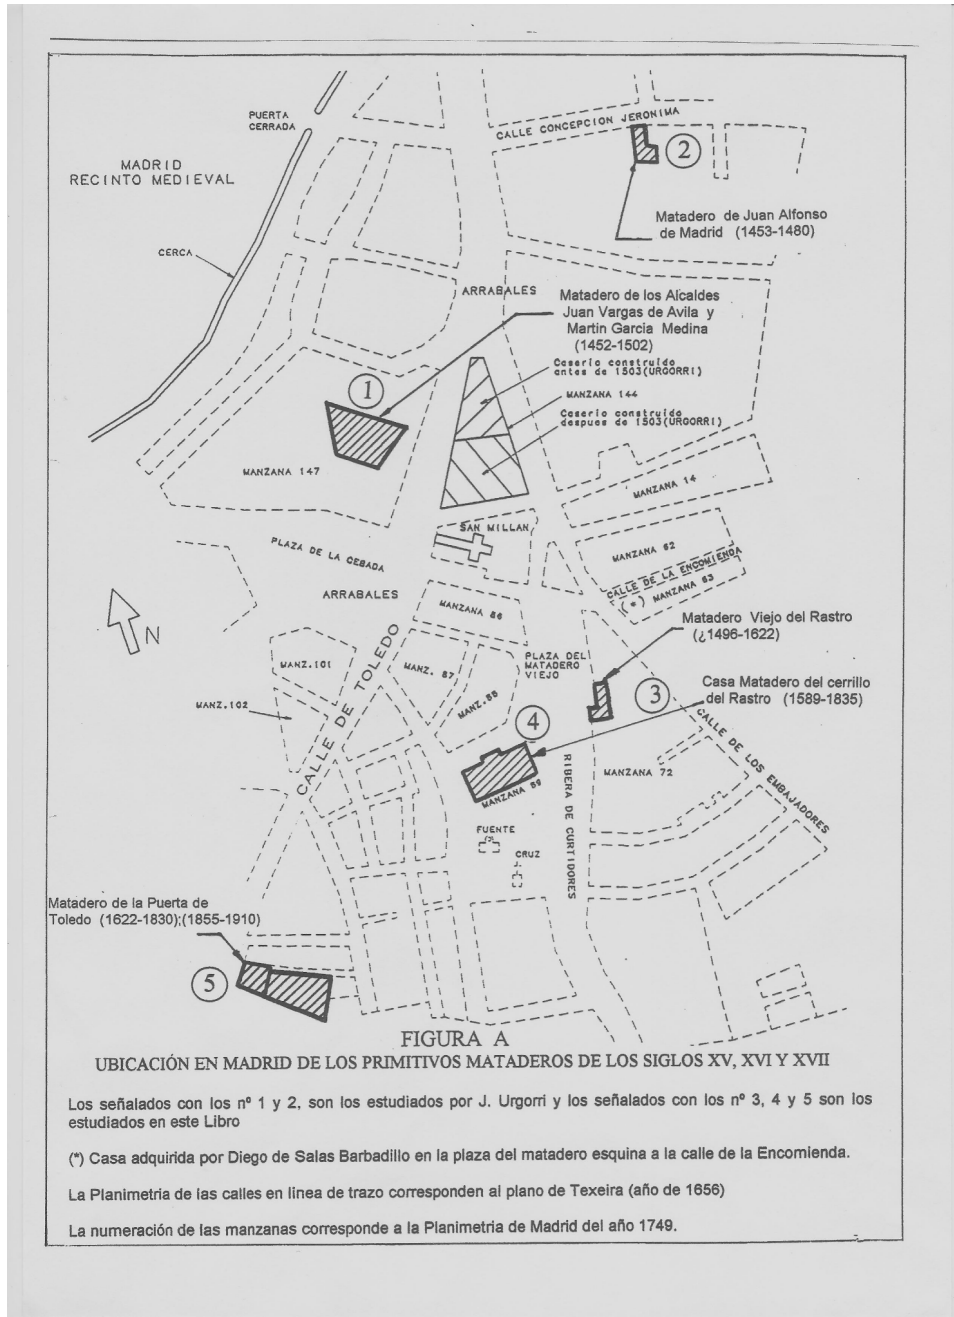 PUERTA
CERRADA
MADRID
RECINTO MEDIEVAL
CERCA
CALLE CONCEPCION JERONIMA
2
Matadero de Juan Alfonso
de Madrid (1453-1480)
ARRABALES
Matadero de los Alcaldes
Juan Vargas de Avila y
Martin Garcia Medina
(1452-1502)
Caserio construido
antes de 1503(URGORRI)
MANZANA 144
Caserio construido
despues de 1503(URGORRI)
1
MANZANA 147
MANZANA 14
SAN MILLAN
PLAZA DE LA CEBADA
MANZANA 62
CALLE DE LA ENCOMIENDA
(*) MANZANA 63
ARRABALES
MANZANA 86
N
Matadero Viejo del Rastro
(¿1496-1622)
PLAZA DEL
MATADERO
VIEJO
MANZ.101
MANZ. 87
MANZ.88
MANZ.102
CALLE DE TOLEDO
Casa Matadero del cerrillo
del Rastro (1589-1835)
3
4
MANZANA 89
MANZANA 72
CALLE DE LOS EMBAJADORES
RIBERA DE CURTIDORES
FUENTE
CRUZ
Matadero de la Puerta de
Toledo (1622-1830);(1855-1910)
5
FIGURA A
UBICACIÓN EN MADRID DE LOS PRIMITIVOS MATADEROS DE LOS SIGLOS XV, XVI Y XVII
Los señalados con los nº 1 y 2, son los estudiados por J. Urgorri y los señalados con los nº 3, 4 y 5 son los
estudiados en este Libro
(*) Casa adquirida por Diego de Salas Barbadillo en la plaza del matadero esquina a la calle de la Encomienda.
La Planimetria de las calles en linea de trazo corresponden al plano de Texeira (año de 1656)
La numeración de las manzanas corresponde a la Planimetria de Madrid del año 1749.